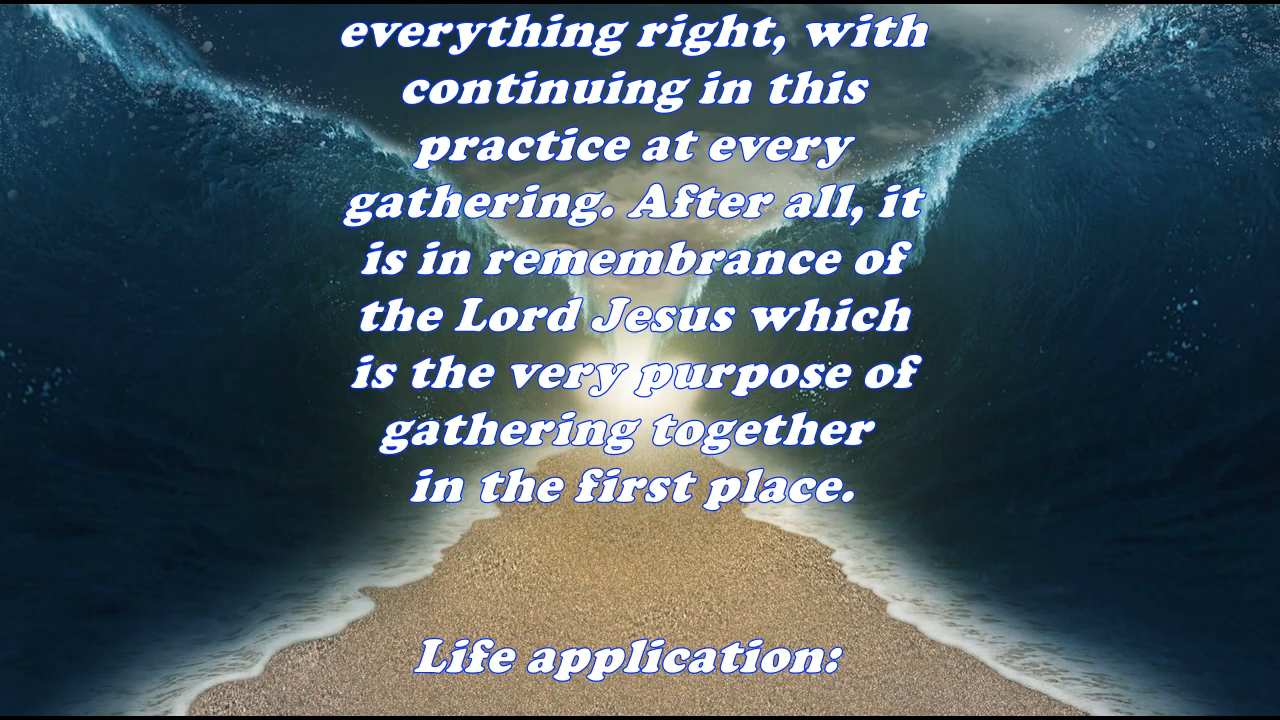 everything right, with
continuing in this
practice at every
gathering. After all, it
is in remembrance of
the Lord Jesus which
is the very purpose of
gathering together
in the first place.
Life application: